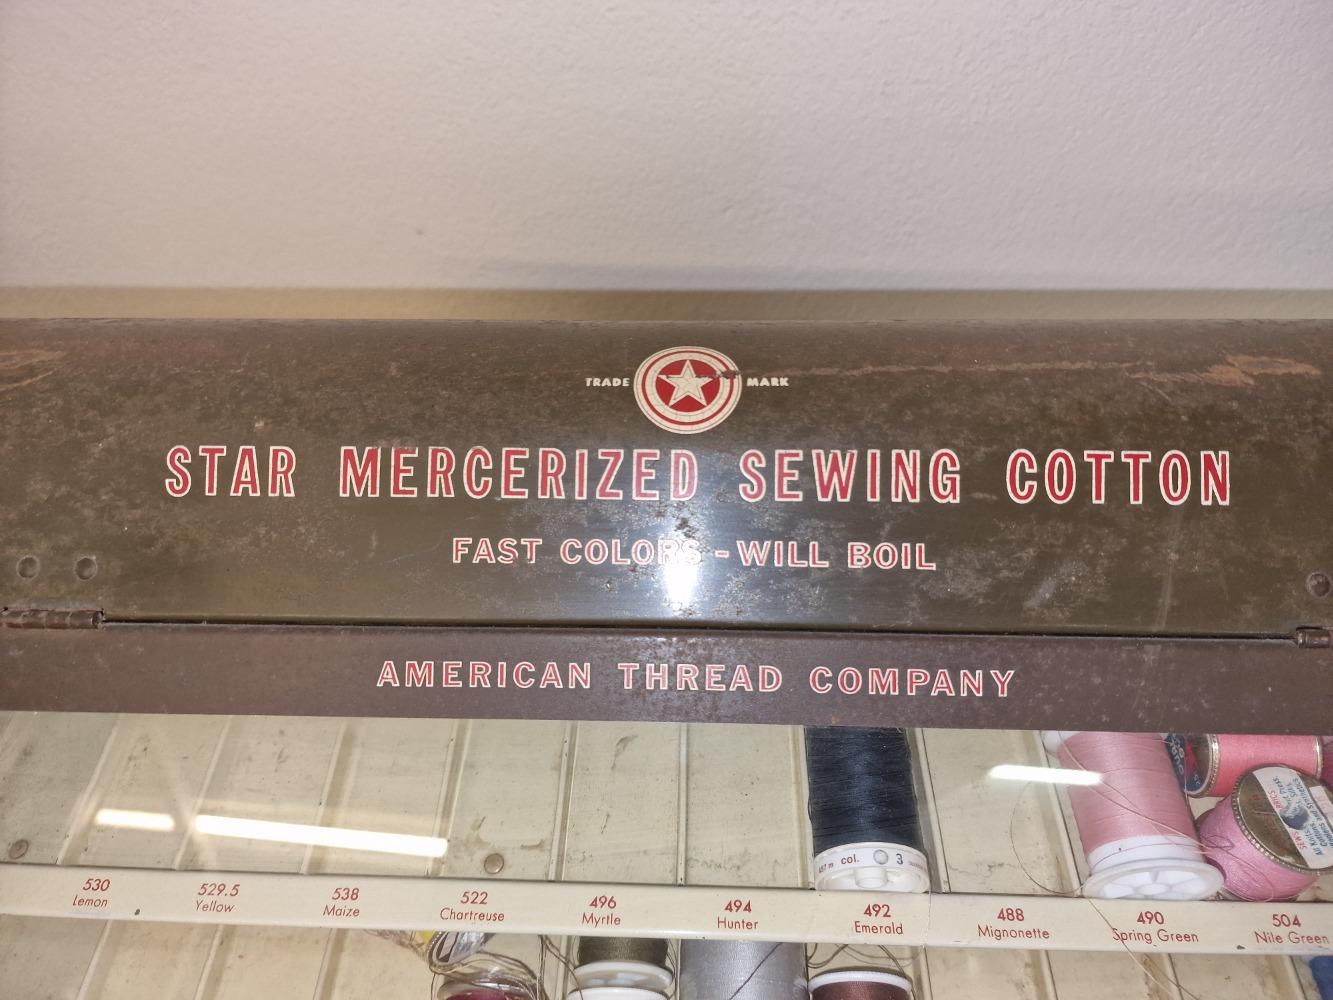 TRADE MARK
STAR MERCERIZED SEWING COTTON
FAST COLORS - WILL BOIL
AMERICAN THREAD COMPANY
col. 3
530
Lemon
529.5
Yellow
538
Maize
522
Chartreuse
496
Myrtle
494
Hunter
492
Emerald
488
Mignonette
490
Spring Green
504
Nile Green